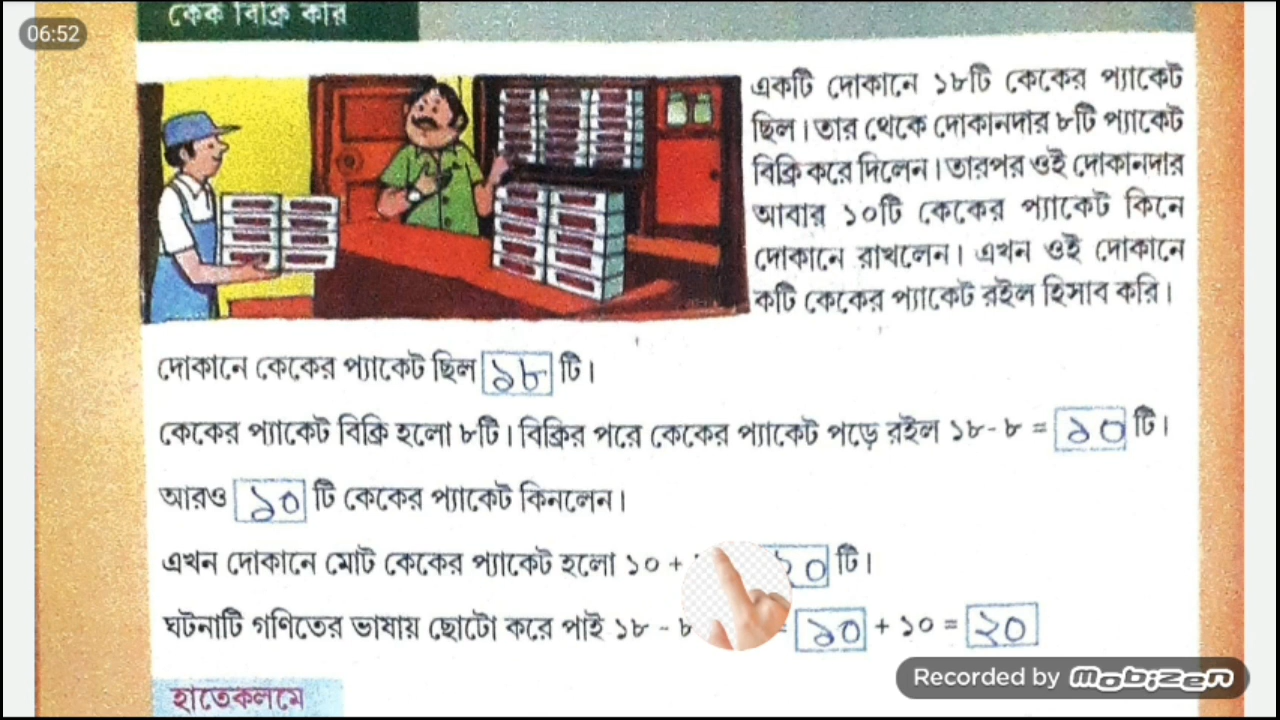 কেক বিক্রি করি
06:52
একটি দোকানে ১৮টি কেকের প্যাকেট
ছিল। তার থেকে দোকানদার ৮টি প্যাকেট
বিক্রি করে দিলেন। তারপর ওই দোকানদার
আবার ১০টি কেকের প্যাকেট কিনে
দোকানে রাখলেন। এখন ওই দোকানে
কটি কেকের প্যাকেট রইল হিসাব করি।
দোকানে কেকের প্যাকেট ছিল ১৮ টি।
কেকের প্যাকেট বিক্রি হলো ৮টি। বিক্রির পরে কেকের প্যাকেট পড়ে রইল ১৮ - ৮ = ১০ টি।
আরও ১০ টি কেকের প্যাকেট কিনলেন।
এখন দোকানে মোট কেকের প্যাকেট হলো ১০ + ২০ টি।
ঘটনাটি গণিতের ভাষায় ছোটো করে পাই ১৮ - ৮ = ১০ + ১০ = ২০
Recorded by mobizen
হাতেকলমে